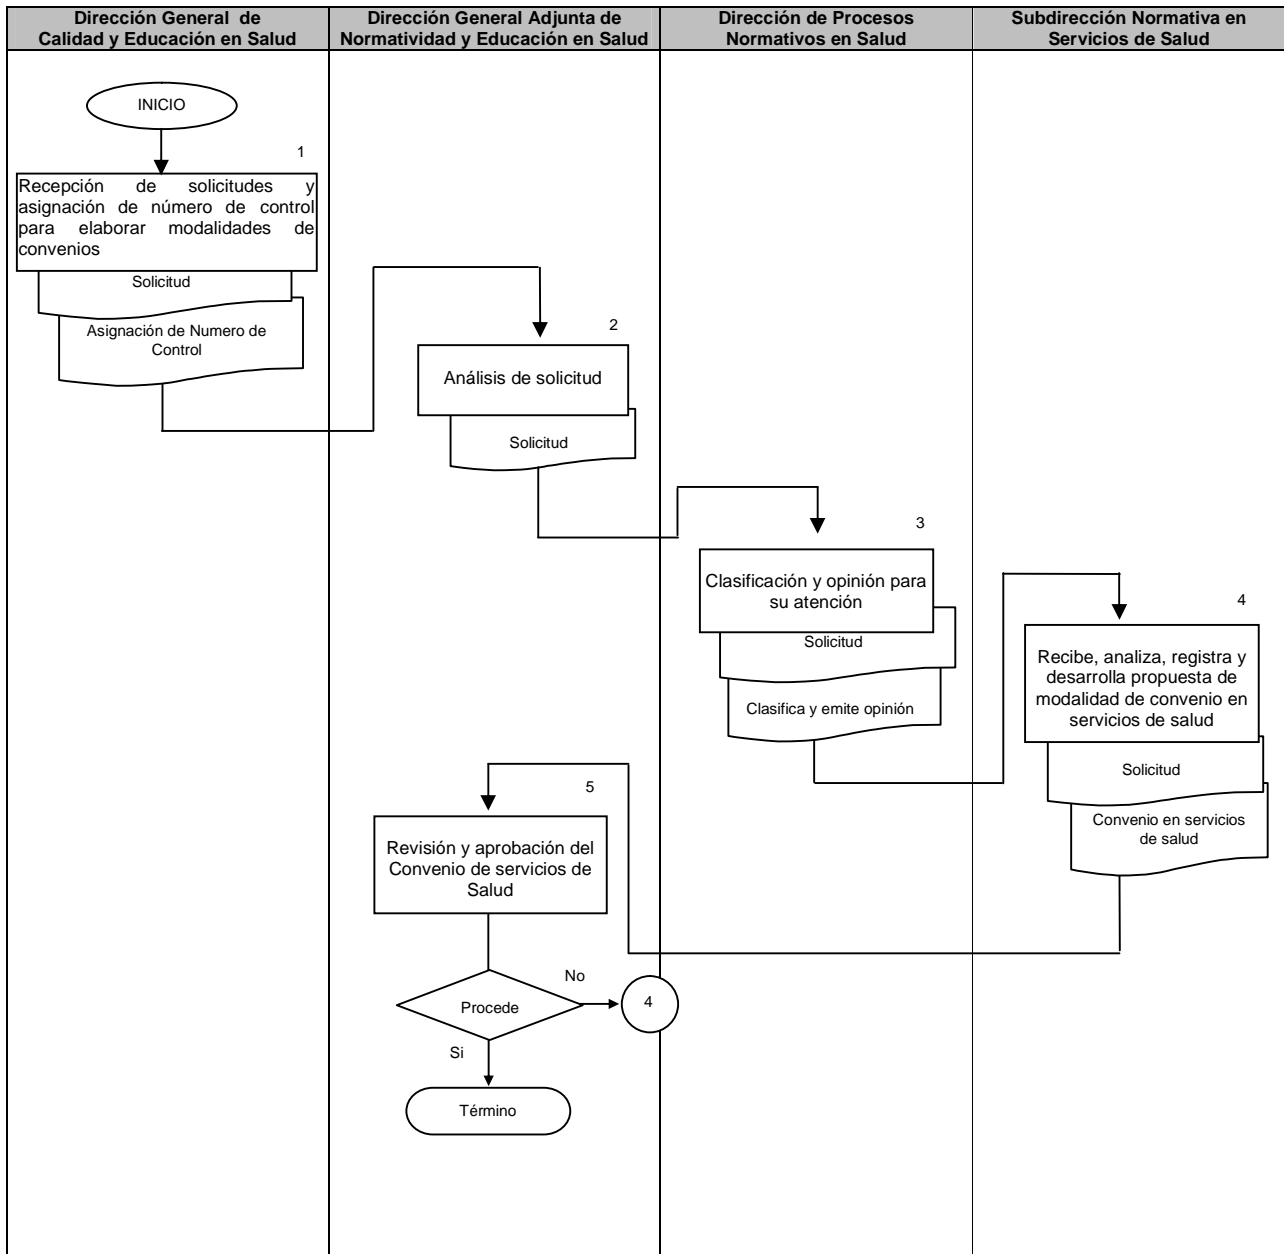 Dirección General de
Calidad y Educación en Salud
Dirección General Adjunta de
Normatividad y Educación en Salud
Dirección de Procesos
Normativos en Salud
Subdirección Normativa en
Servicios de Salud
INICIO
1
Recepción de solicitudes y
asignación de número de control
para elaborar modalidades de
convenios
Solicitud
Asignación de Numero de
Control
2
Análisis de solicitud
Solicitud
3
Clasificación y opinión para
su atención
Solicitud
Clasifica y emite opinión
4
Recibe, analiza, registra y
desarrolla propuesta de
modalidad de convenio en
servicios de salud
Solicitud
Convenio en servicios
de salud
5
Revisión y aprobación del
Convenio de servicios de
Salud
Procede
No
4
Si
Término